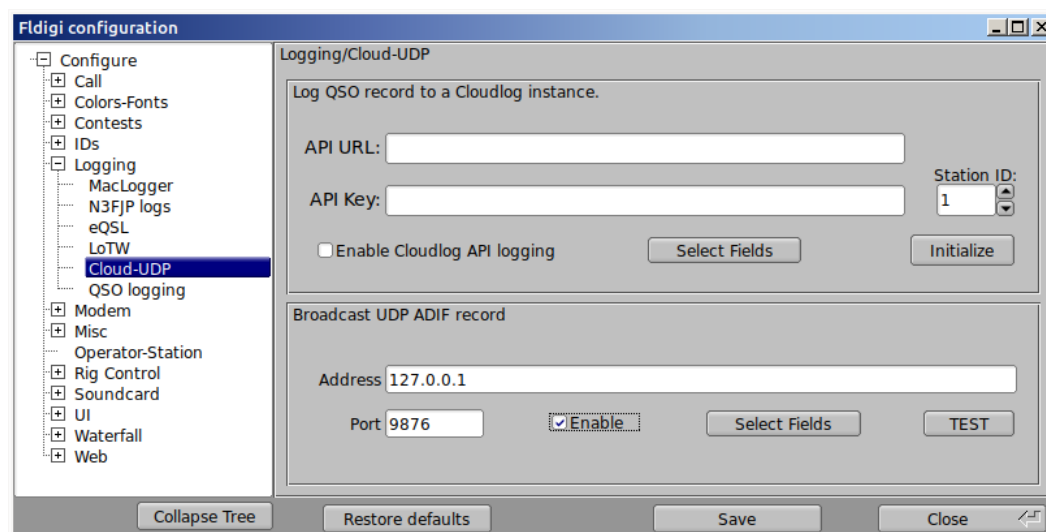 Fldigi configuration
Configure
Call
Colors-Fonts
Contests
IDs
Logging
MacLogger
N3FJP logs
eQSL
LoTW
Cloud-UDP
QSO logging
Modem
Misc
Operator-Station
Rig Control
Soundcard
UI
Waterfall
Web
Collapse Tree
Logging/Cloud-UDP
Log QSO record to a Cloudlog instance.
API URL:
Station ID:
API Key:
1
Enable Cloudlog API logging
Select Fields
Initialize
Broadcast UDP ADIF record
Address 127.0.0.1
Port 9876
Enable
Select Fields
TEST
Restore defaults
Save
Close